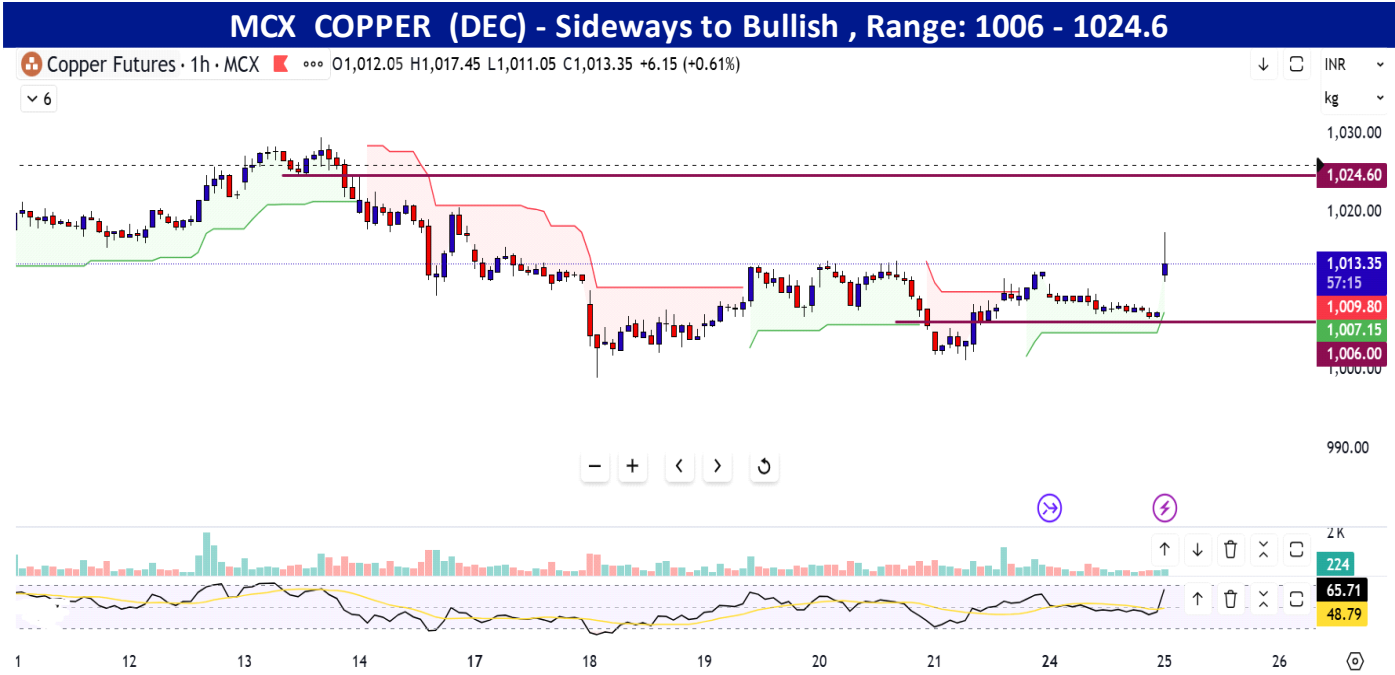 MCX COPPER (DEC) - Sideways to Bullish , Range: 1006 - 1024.6
Copper Futures · 1h · MCX O1,012.05 H1,017.45 L1,011.05 C1,013.35 +6.15 (+0.61%)
INR
6
kg
1,030.00
1,024.60
1,020.00
1,013.35
57:15
1,009.80
1,007.15
1,006.00
1,000.00
990.00
2 K
224
65.71
48.79
1 12 13 14 17 18 19 20 21 24 25 26